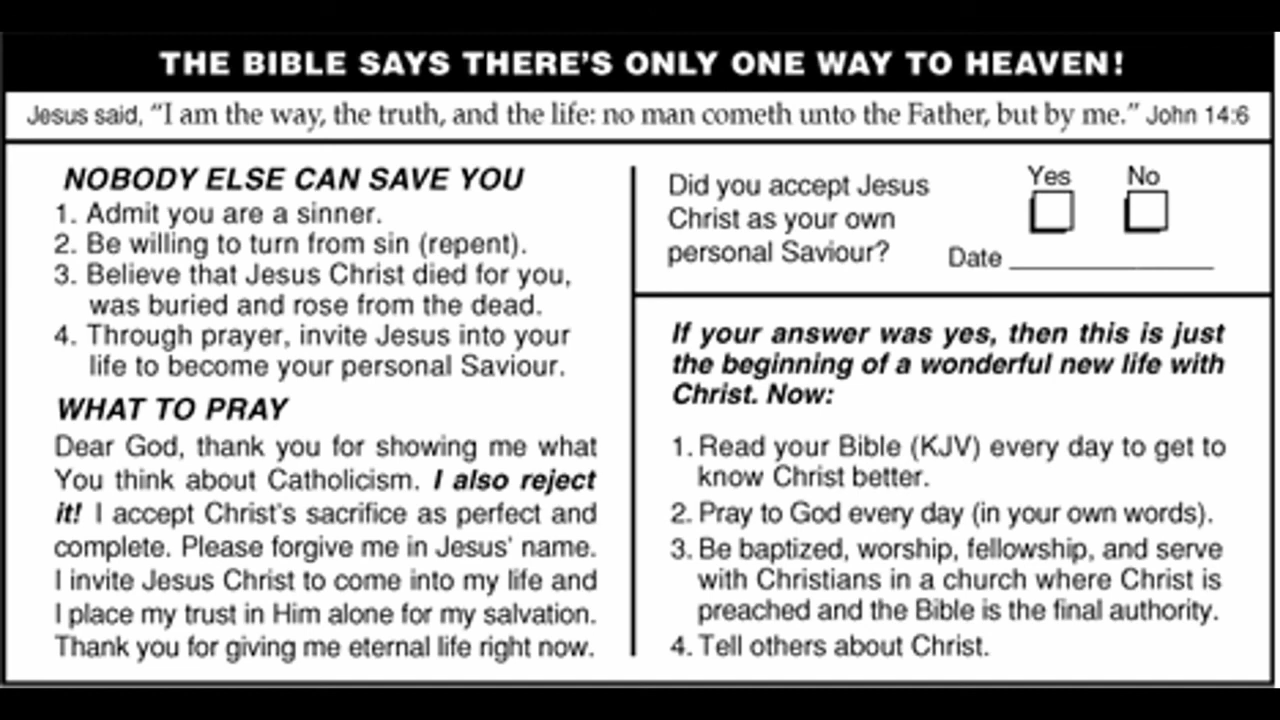 THE BIBLE SAYS THERE'S ONLY ONE WAY TO HEAVEN!
Jesus said, “I am the way, the truth, and the life: no man cometh unto the Father, but by me.” John 14:6
NOBODY ELSE CAN SAVE YOU
1. Admit you are a sinner.
2. Be willing to turn from sin (repent).
3. Believe that Jesus Christ died for you,
was buried and rose from the dead.
4. Through prayer, invite Jesus into your
life to become your personal Saviour.
WHAT TO PRAY
Dear God, thank you for showing me what
You think about Catholicism. I also reject
it! I accept Christ's sacrifice as perfect and
complete. Please forgive me in Jesus' name.
I invite Jesus Christ to come into my life and
I place my trust in Him alone for my salvation.
Thank you for giving me eternal life right now.
Did you accept Jesus
Christ as your own
personal Saviour?
Yes No
Date
If your answer was yes, then this is just
the beginning of a wonderful new life with
Christ. Now:
1. Read your Bible (KJV) every day to get to
know Christ better.
2. Pray to God every day (in your own words).
3. Be baptized, worship, fellowship, and serve
with Christians in a church where Christ is
preached and the Bible is the final authority.
4. Tell others about Christ.